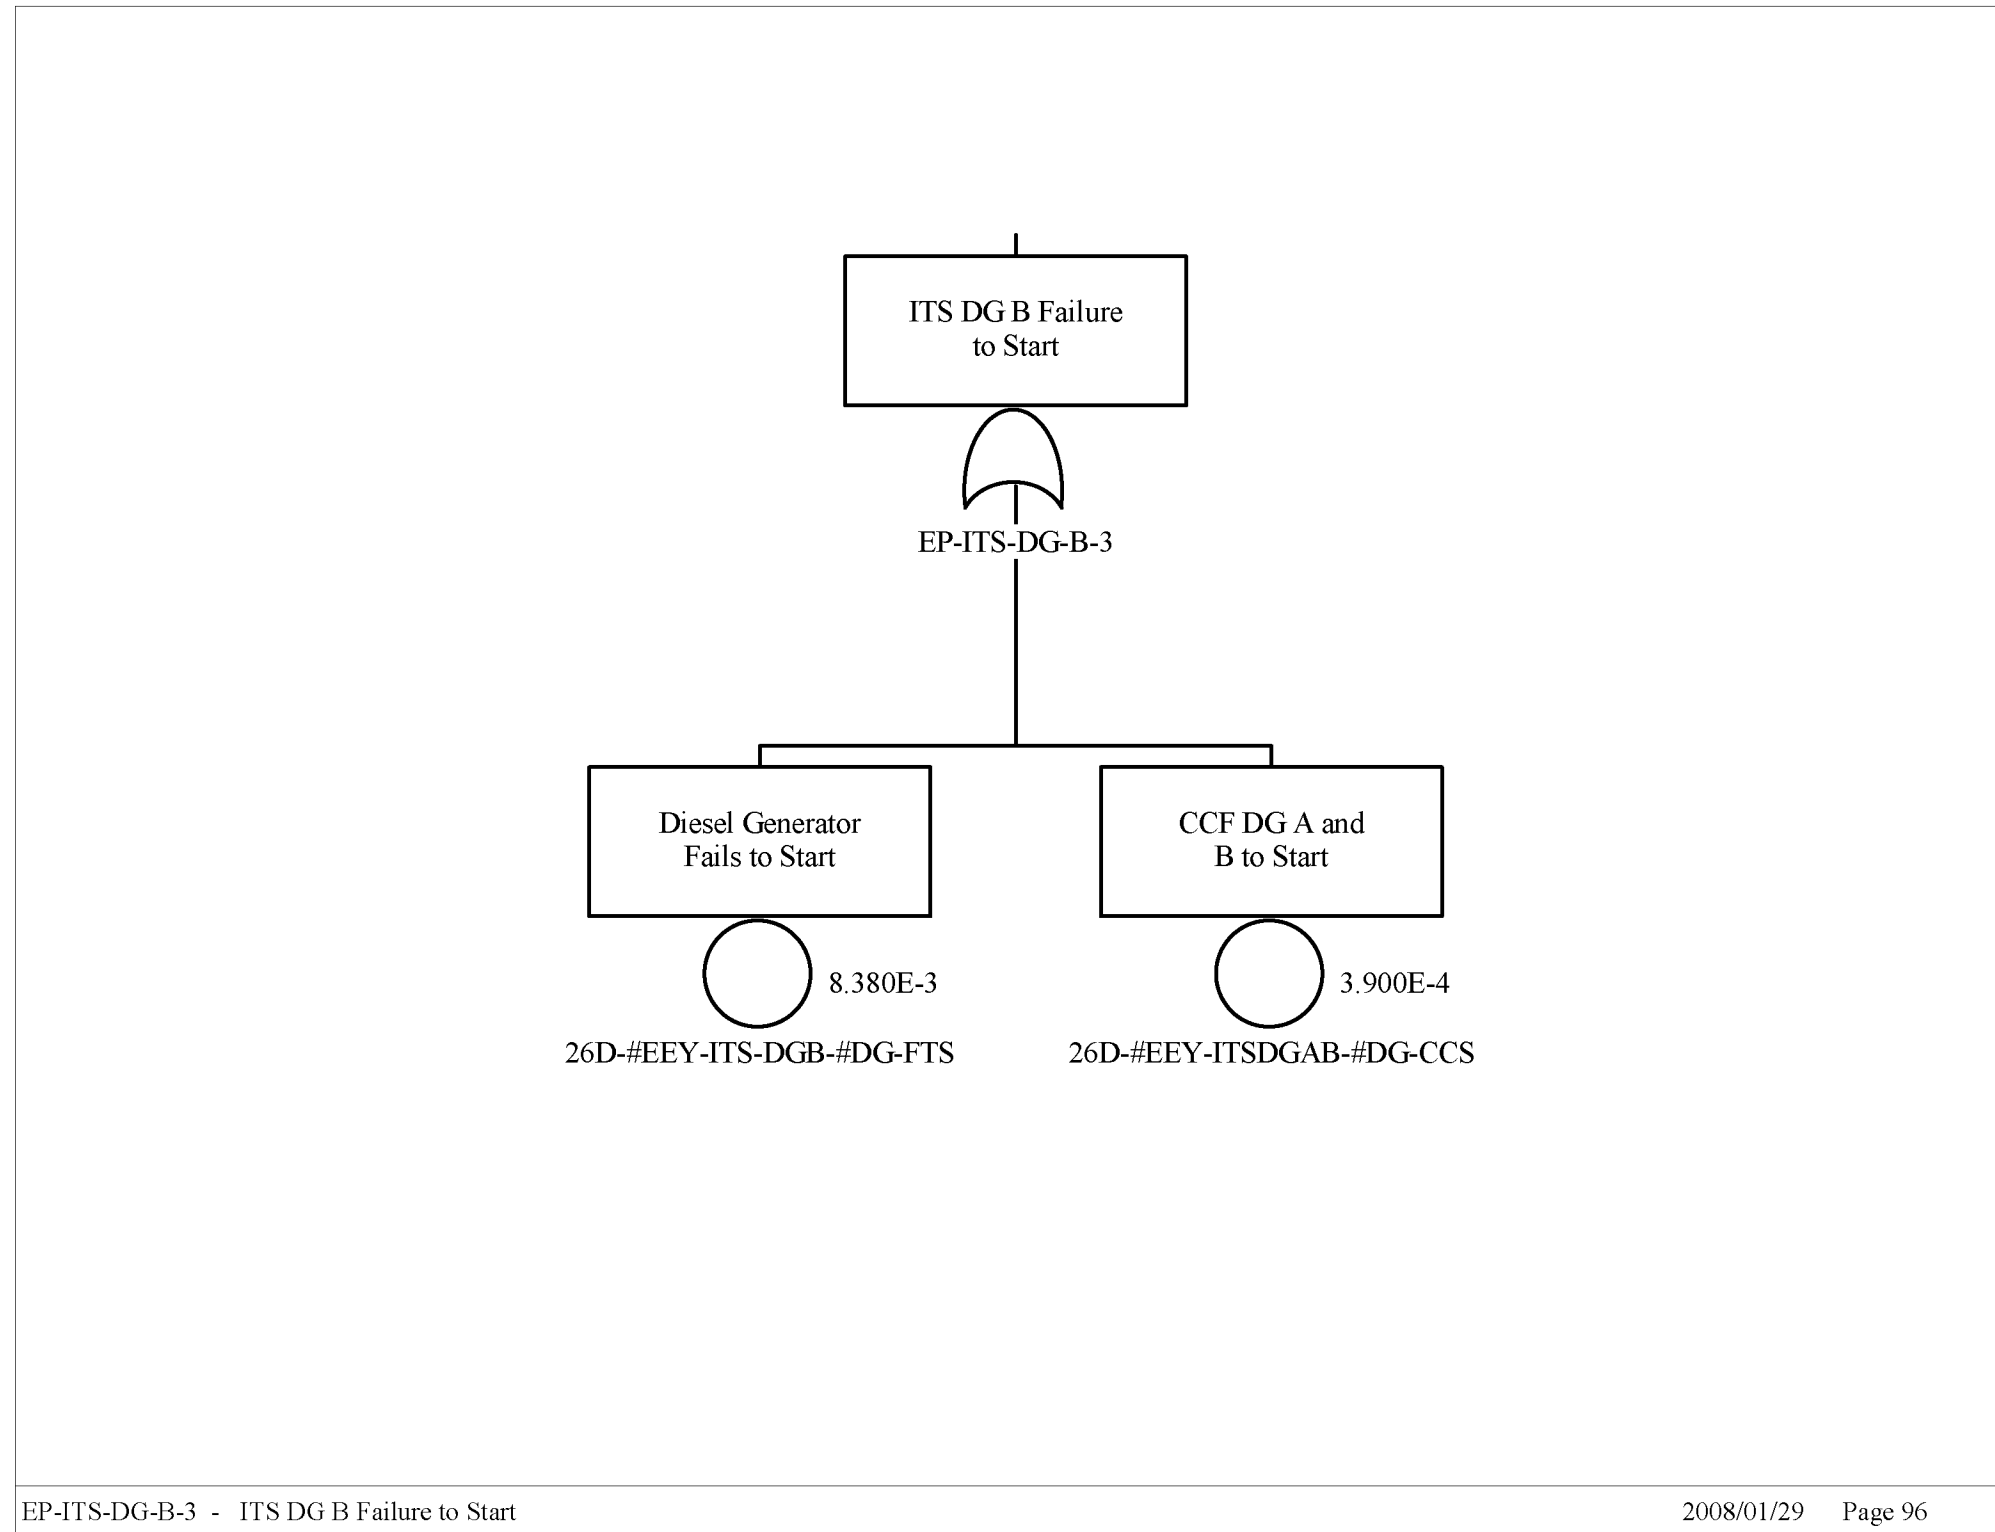 ITS DG B Failure
to Start
EP-ITS-DG-B-3
Diesel Generator
Fails to Start
8.380E-3
26D-#EEY-ITS-DGB-#DG-FTS
CCF DG A and
B to Start
3.900E-4
26D-#EEY-ITSDGAB-#DG-CCS
EP-ITS-DG-B-3 - ITS DG B Failure to Start
2008/01/29 Page 96